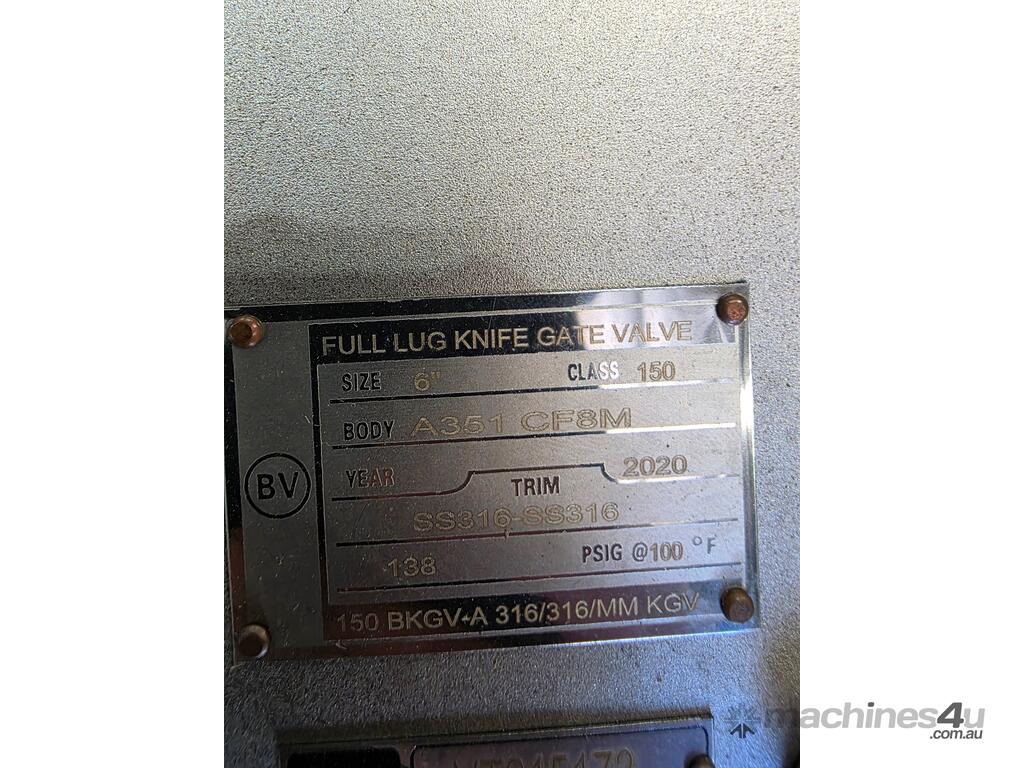 FULL LUG KNIFE GATE VALVE
SIZE 6" CLASS 150
BODY A351 CF8M
BV
YEAR 2020
TRIM
SS316-SS316
138 PSIG @100 °F
150 BKGV-A 316/316/MM KGV
machines4u
.com.au